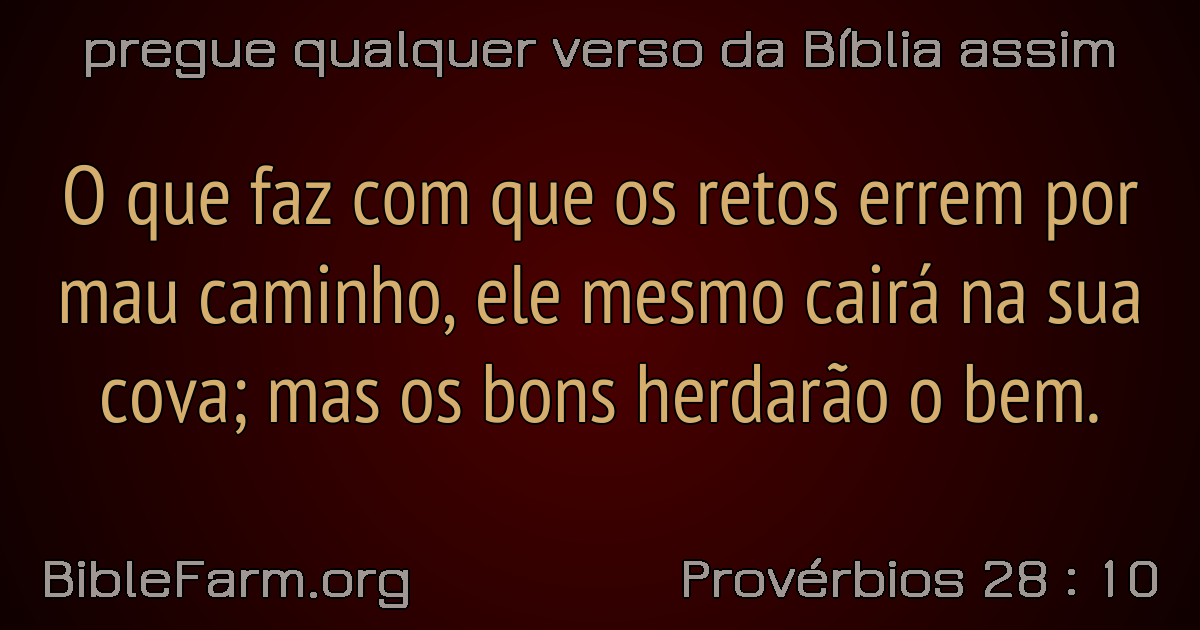 pregue qualquer verso da Bíblia assim
O que faz com que os retos errem por
mau caminho, ele mesmo cairá na sua
cova; mas os bons herdarão o bem.
BibleFarm.org
Provérbios 28 : 10